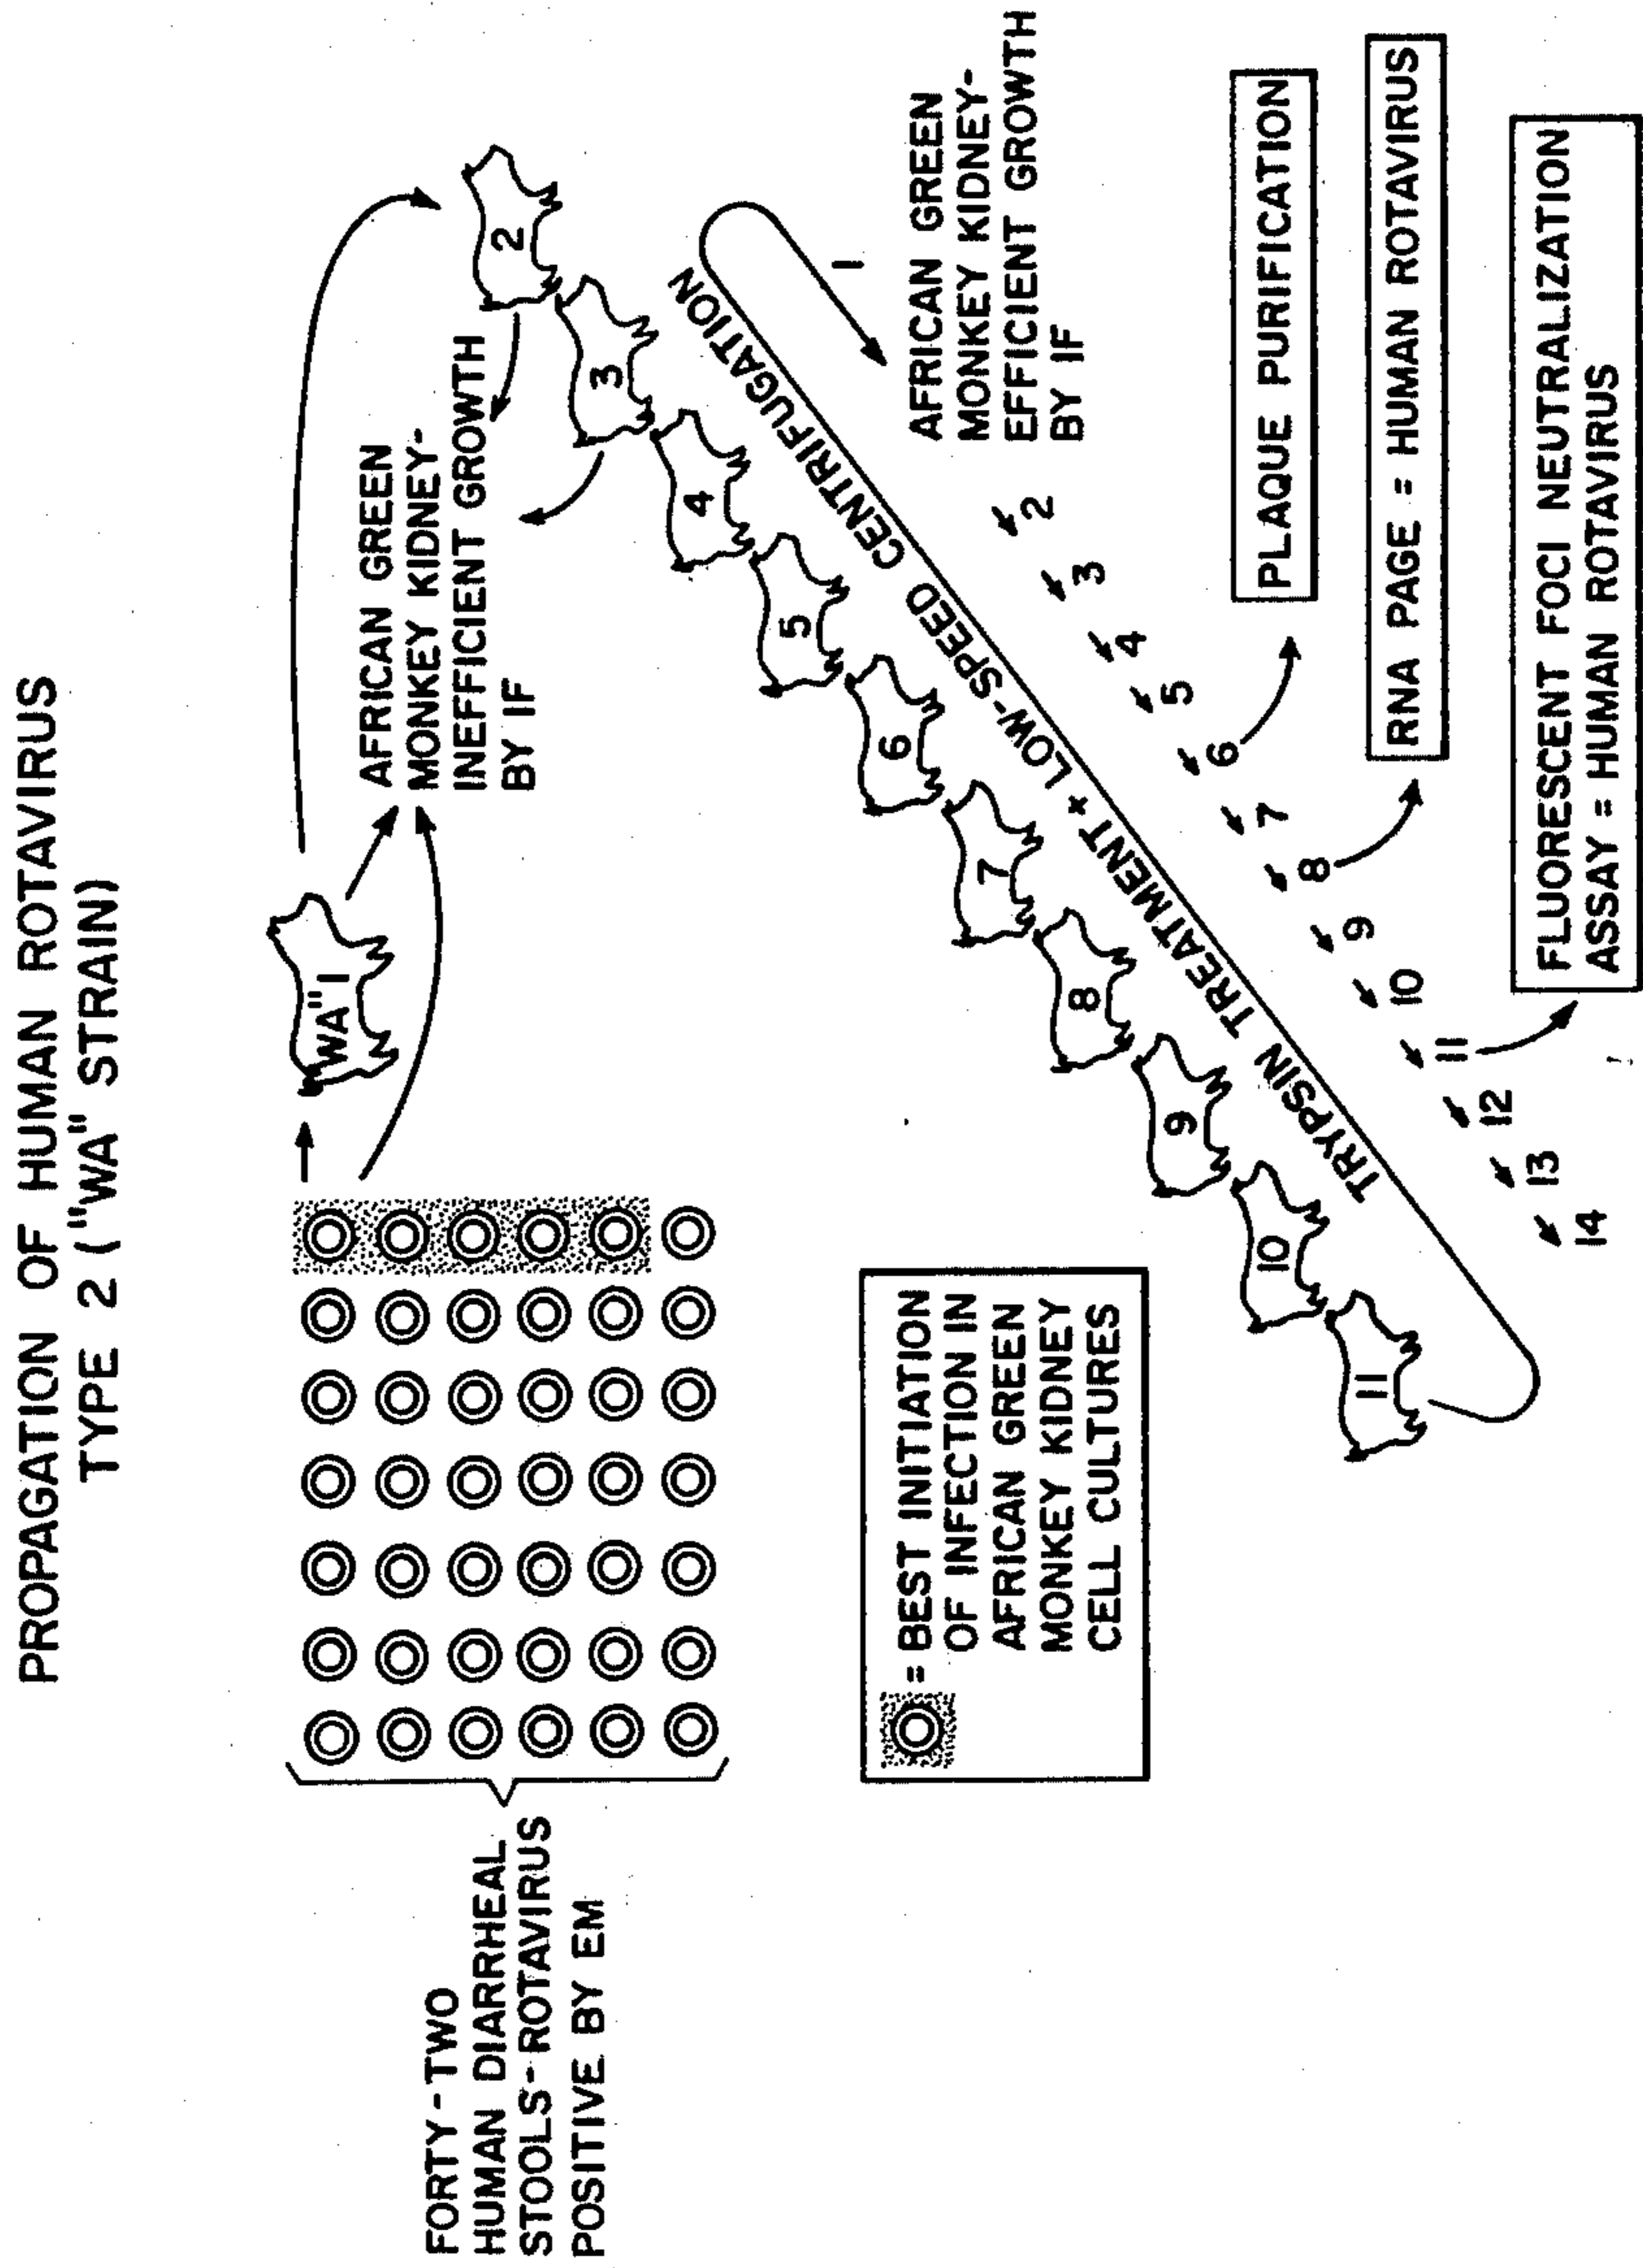 PROPAGATION OF HUMAN ROTAVIRUS
TYPE 2 ("WA" STRAIN)
FORTY-TWO
HUMAN DIARRHEAL
STOOLS-ROTAVIRUS
POSITIVE BY EM
"WA" 1
AFRICAN GREEN
MONKEY KIDNEY-
INEFFICIENT GROWTH
BY IF
2
3
4
5
6
7
8
9
10
11
TRYPSIN TREATMENT + LOW-SPEED CENTRIFUGATION
= BEST INITIATION
OF INFECTION IN
AFRICAN GREEN
MONKEY KIDNEY
CELL CULTURES
1
AFRICAN GREEN
MONKEY KIDNEY-
EFFICIENT GROWTH
BY IF
2
3
4
5
6
7
8
9
10
11
12
13
14
PLAQUE PURIFICATION
RNA PAGE = HUMAN ROTAVIRUS
FLUORESCENT FOCI NEUTRALIZATION
ASSAY = HUMAN ROTAVIRUS